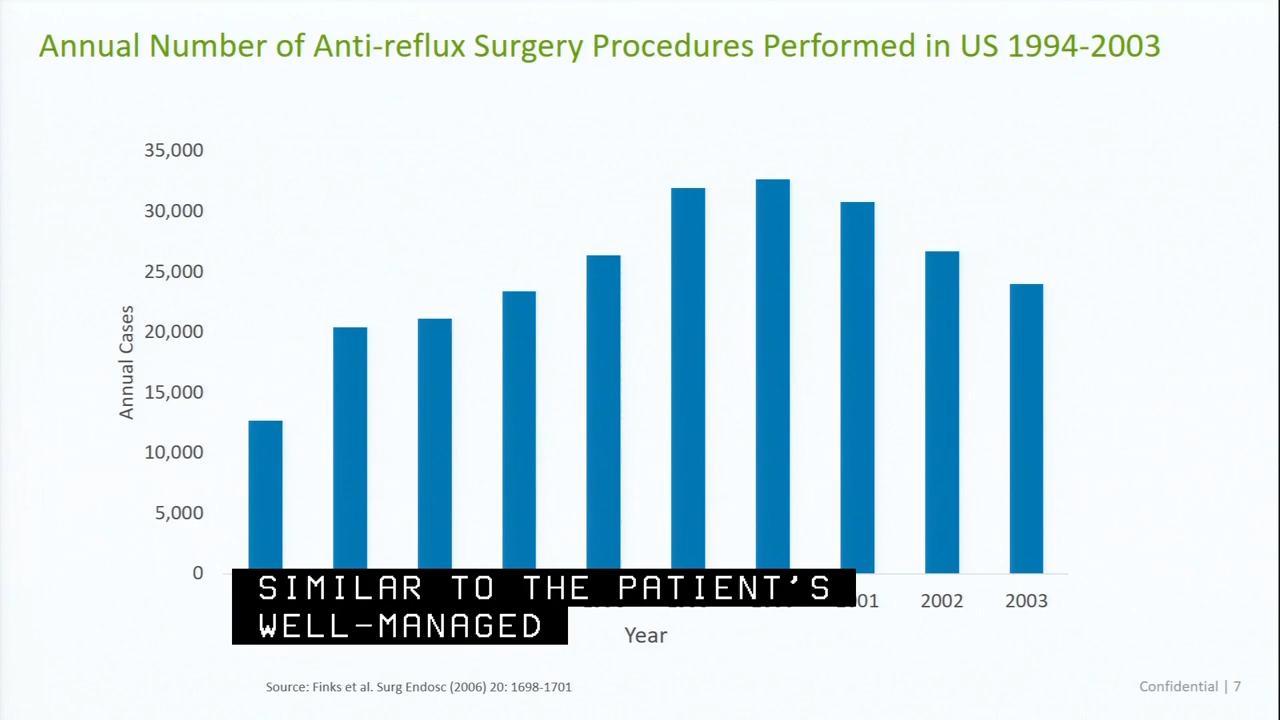 Annual Number of Anti-reflux Surgery Procedures Performed in US 1994-2003
35,000
30,000
25,000
20,000
15,000
10,000
5,000
0
Annual Cases
2002
2003
SIMILAR TO THE PATIENT'S
WELL-MANAGED
Year
Source: Finks et al. Surg Endosc (2006) 20: 1698-1701
Confidential | 7